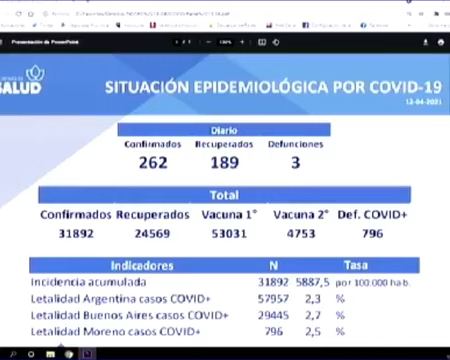 Presentación de PowerPoint
SALUD
SITUACIÓN EPIDEMIOLÓGICA POR COVID-19
12-04-2021
Diario
Confirmados Recuperados Defunciones
262 189 3
Total
Confirmados Recuperados Vacuna 1° Vacuna 2° Def. COVID+
31892 24569 53031 4753 796
Indicadores N Tasa
Incidencia acumulada 31892 5887,5 por 100.000 hab.
Letalidad Argentina casos COVID+ 57957 2,3 %
Letalidad Buenos Aires casos COVID+ 29445 2,7 %
Letalidad Moreno casos COVID+ 796 2,5 %